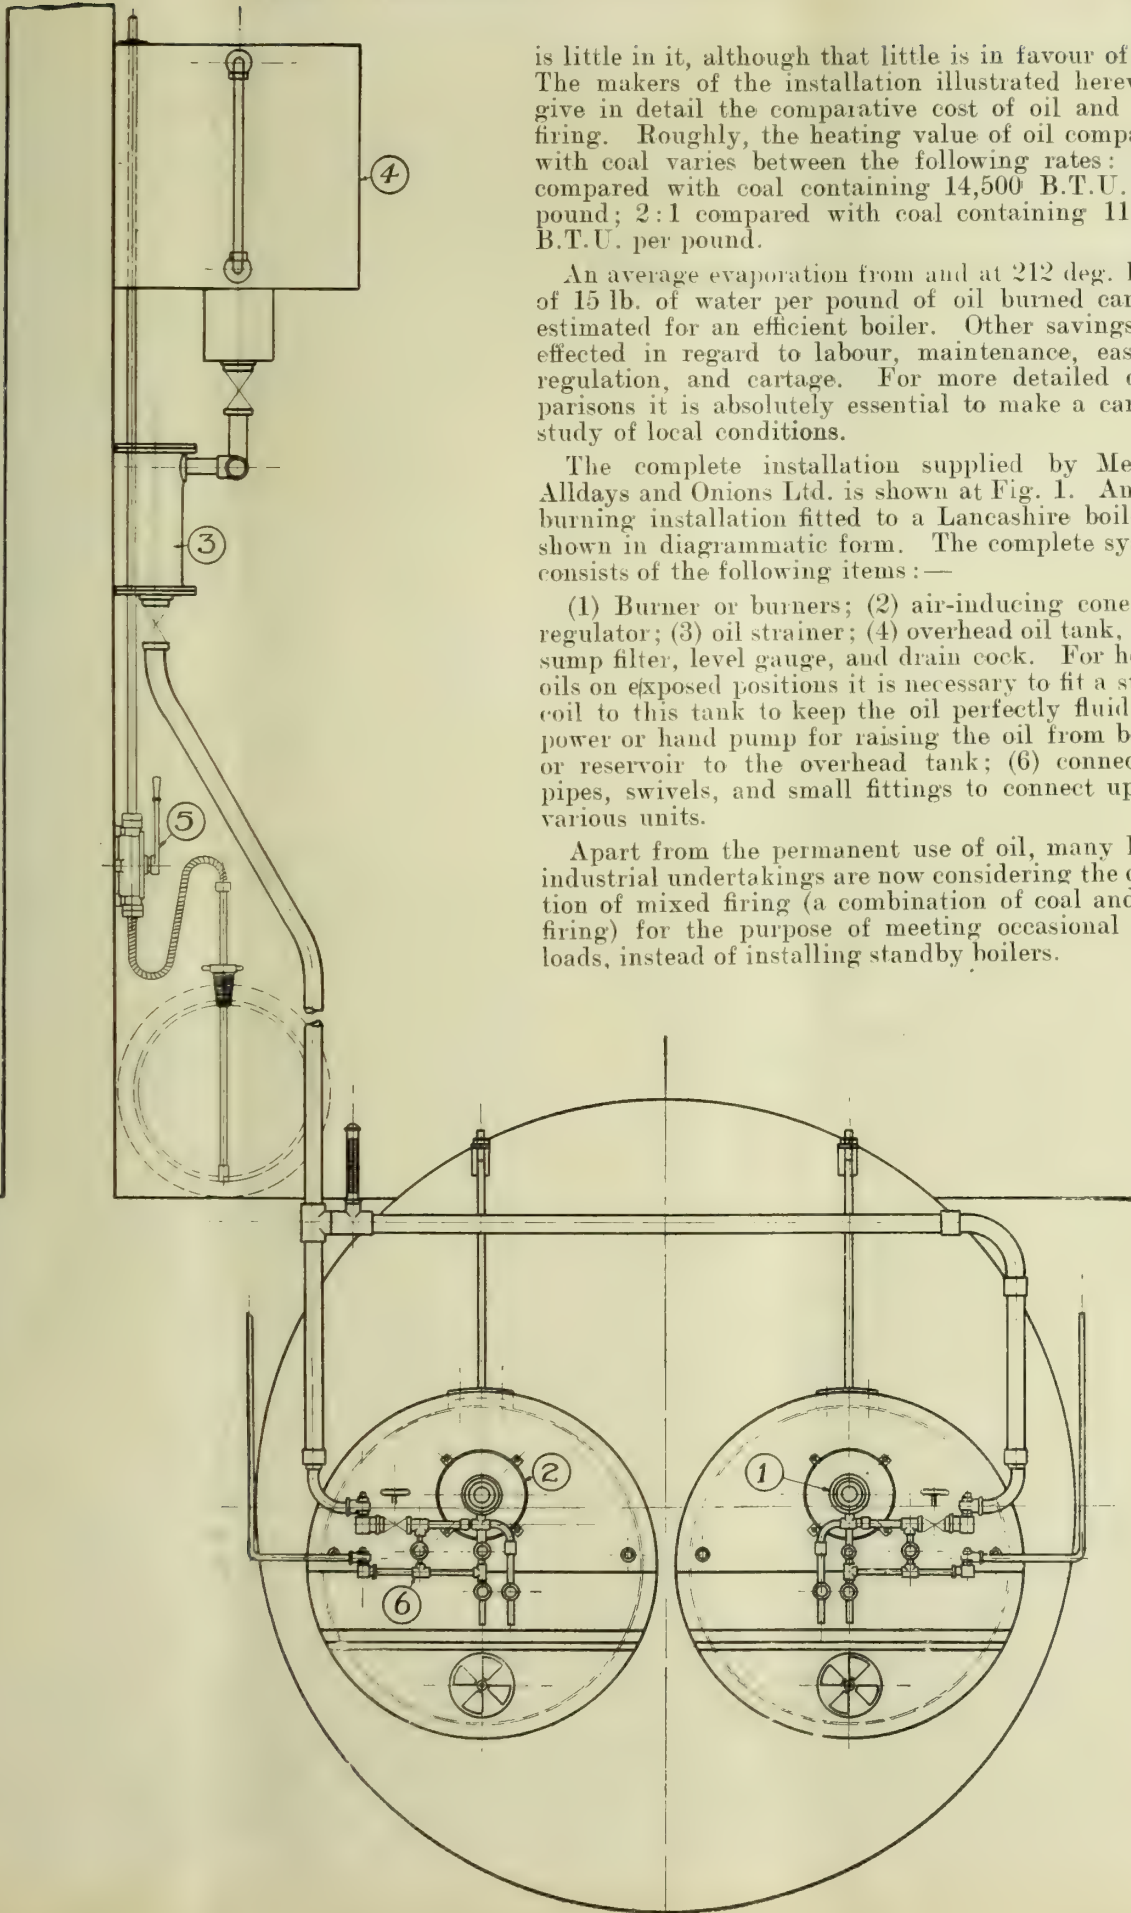 is little in it, although that little is in favour of
The makers of the installation illustrated herew
give in detail the comparative cost of oil and
firing. Roughly, the heating value of oil compa
with coal varies between the following rates:
compared with coal containing 14,500 B.T.U.
pound; 2:1 compared with coal containing 11
B.T.U. per pound.
An average evaporation from and at 212 deg.
of 15 lb. of water per pound of oil burned can
estimated for an efficient boiler. Other savings
effected in regard to labour, maintenance, eas
regulation, and cartage. For more detailed
parisons it is absolutely essential to make a car
study of local conditions.
The complete installation supplied by Me
Alldays and Onions Ltd. is shown at Fig. 1. An
burning installation fitted to a Lancashire boil
shown in diagrammatic form. The complete sy
consists of the following items:—
(1) Burner or burners; (2) air-inducing cone
regulator; (3) oil strainer; (4) overhead oil tank,
sump filter, level gauge, and drain cock. For h
oils on exposed positions it is necessary to fit a s
coil to this tank to keep the oil perfectly fluid
power or hand pump for raising the oil from b
or reservoir to the overhead tank; (6) connec
pipes, swivels, and small fittings to connect up
various units.
Apart from the permanent use of oil, many
industrial undertakings are now considering the
tion of mixed firing (a combination of coal and
firing) for the purpose of meeting occasional
loads, instead of installing standby boilers.
4
3
5
2
1
6